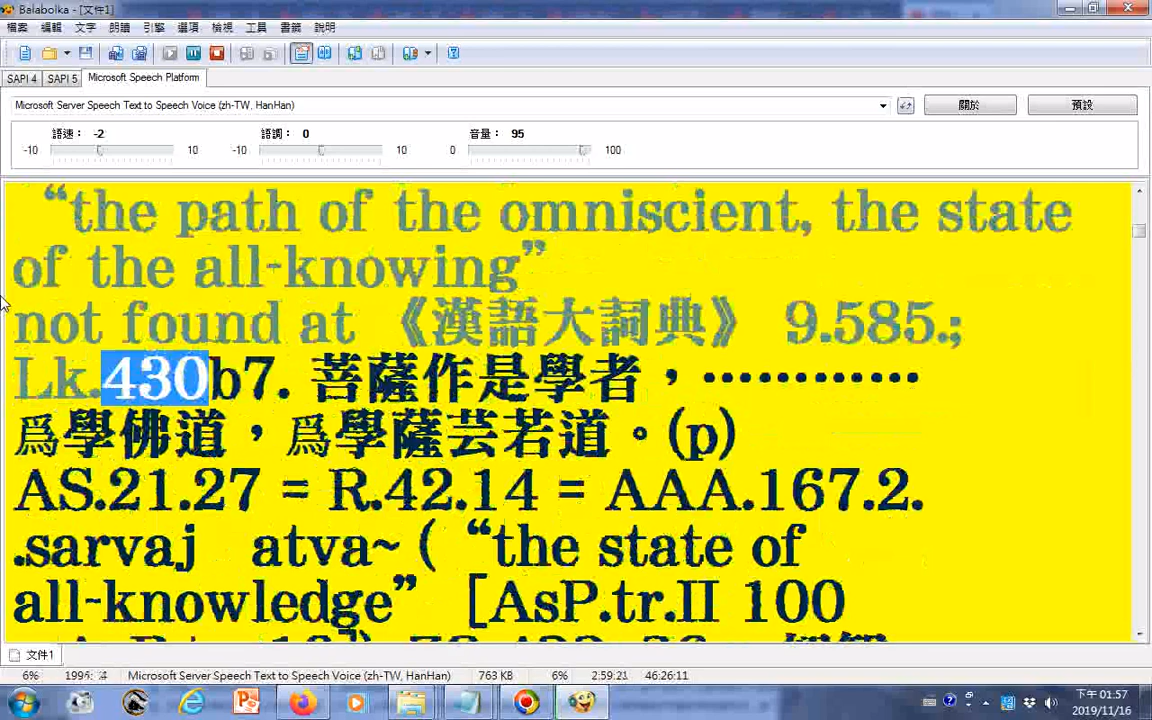 Balabolka - [文件1]
檔案 編輯 文字 朗讀 引擎 選項 檢視 工具 書籤 說明
SAPI 4 SAPI 5 Microsoft Speech Platform
Microsoft Server Speech Text to Speech Voice (zh-TW, HanHan) 關於 預設
語速： -2 語調： 0 音量： 95
-10 10 -10 10 0 100
“the path of the omniscient, the state
of the all-knowing”
not found at 《漢語大詞典》 9.585.;
Lk.430b7. 菩薩作是學者，…………
爲學佛道，爲學薩芸若道。(p)
AS.21.27 = R.42.14 = AAA.167.2.
.sarvaj atva~ ( “the state of
all-knowledge” [AsP.tr.II 100
文件1
6% Microsoft Server Speech Text to Speech Voice (zh-TW, HanHan) 763 KB 6% 2:59:21 46:26:11
下午 01:57
2019/11/16